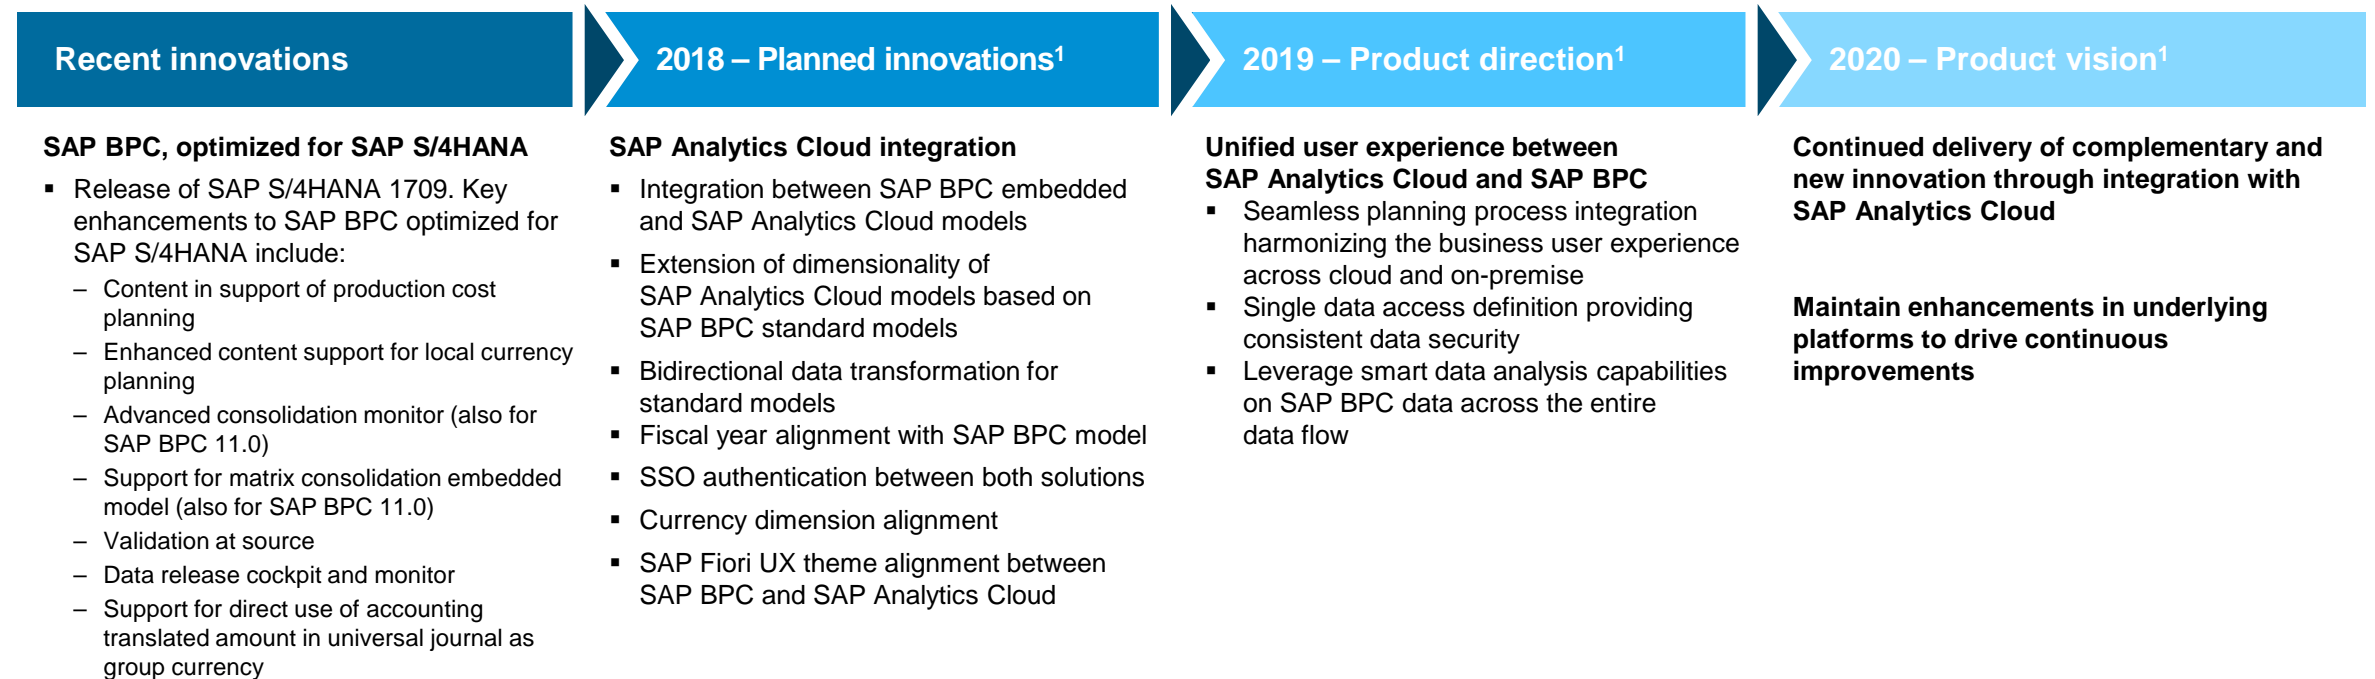 Recent innovations
2018 – Planned innovations¹
2019 – Product direction¹
2020 – Product vision¹
SAP BPC, optimized for SAP S/4HANA
▪ Release of SAP S/4HANA 1709. Key
enhancements to SAP BPC optimized for
SAP S/4HANA include:
– Content in support of production cost
planning
– Enhanced content support for local currency
planning
– Advanced consolidation monitor (also for
SAP BPC 11.0)
– Support for matrix consolidation embedded
model (also for SAP BPC 11.0)
– Validation at source
– Data release cockpit and monitor
– Support for direct use of accounting
translated amount in universal journal as
group currency
SAP Analytics Cloud integration
▪ Integration between SAP BPC embedded
and SAP Analytics Cloud models
▪ Extension of dimensionality of
SAP Analytics Cloud models based on
SAP BPC standard models
▪ Bidirectional data transformation for
standard models
▪ Fiscal year alignment with SAP BPC model
▪ SSO authentication between both solutions
▪ Currency dimension alignment
▪ SAP Fiori UX theme alignment between
SAP BPC and SAP Analytics Cloud
Unified user experience between
SAP Analytics Cloud and SAP BPC
▪ Seamless planning process integration
harmonizing the business user experience
across cloud and on-premise
▪ Single data access definition providing
consistent data security
▪ Leverage smart data analysis capabilities
on SAP BPC data across the entire
data flow
Continued delivery of complementary and
new innovation through integration with
SAP Analytics Cloud
Maintain enhancements in underlying
platforms to drive continuous
improvements